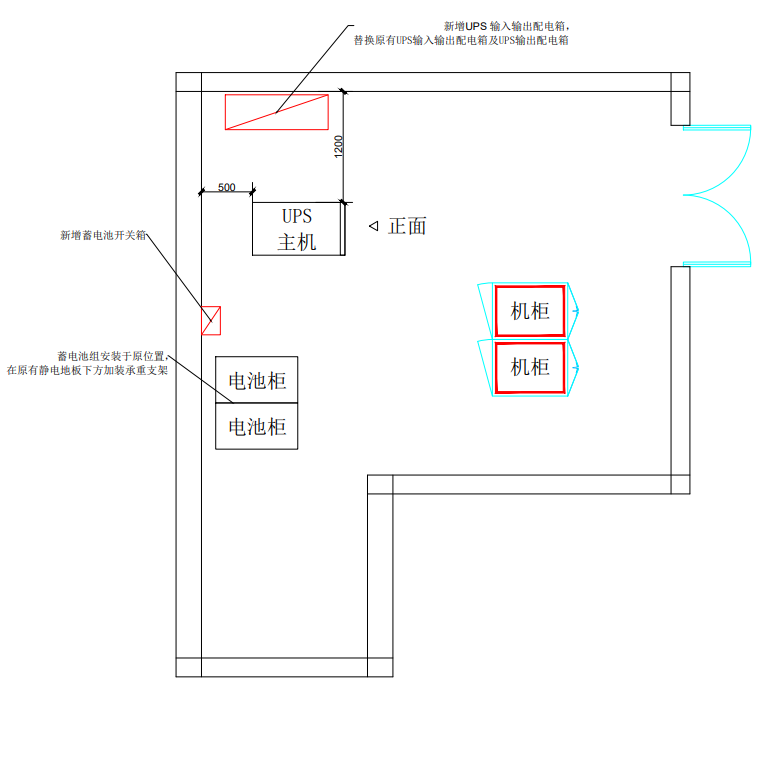 新增UPS 输入输出配电箱，
替换原有UPS输入输出配电箱及UPS输出配电箱
1200
500
UPS
主机
正面
新增蓄电池开关箱
机柜
蓄电池组安装于原位置，
在原有静电地板下方加装承重支架
机柜
电池柜
电池柜